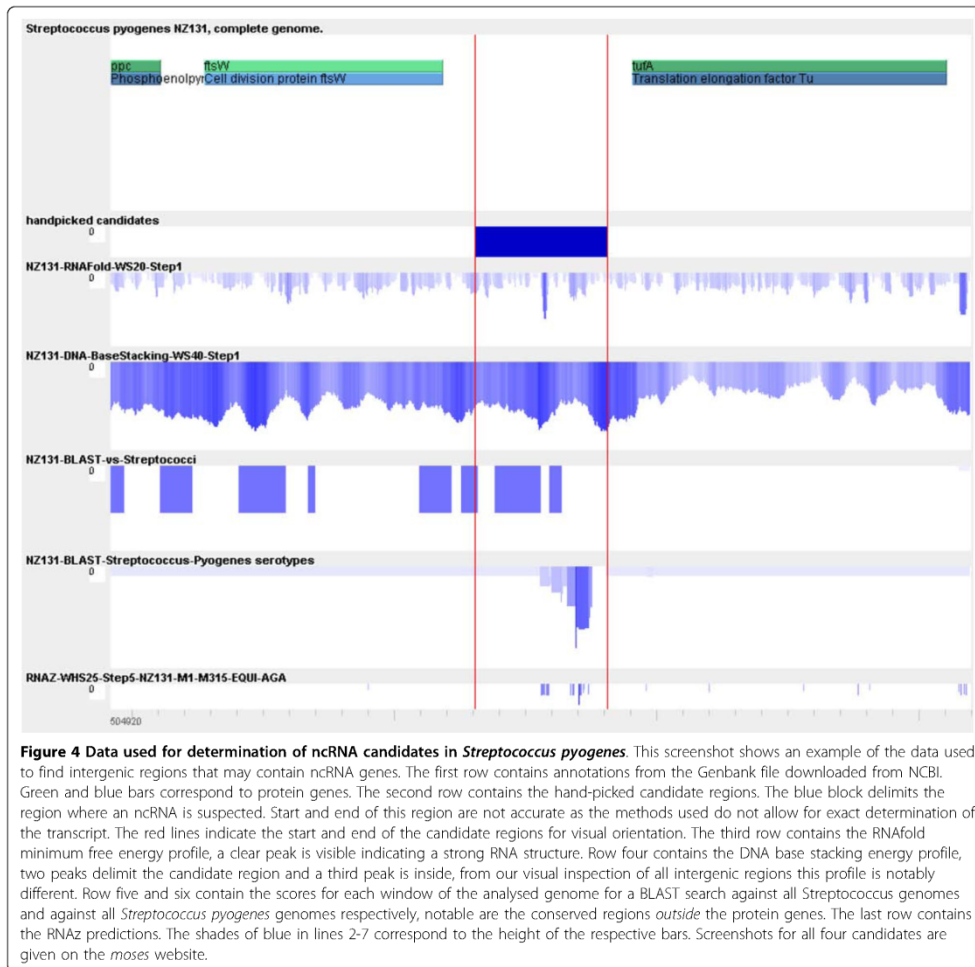 Streptococcus pyogenes NZ131, complete genome.
ppc ftsW tufA
Phosphoenolpyr Cell division protein ftsW Translation elongation factor Tu
handpicked candidates
0
NZ131-RNAFold-WS20-Step1
0
NZ131-DNA-BaseStacking-WS40-Step1
0
NZ131-BLAST-vs-Streptococci
0
NZ131-BLAST-Streptococcus-Pyogenes serotypes
0
RNAZ-WHS25-Step5-NZ131-M1-M315-EQUI-AGA
0
504920
Figure 4 Data used for determination of ncRNA candidates in Streptococcus pyogenes. This screenshot shows an example of the data used
to find intergenic regions that may contain ncRNA genes. The first row contains annotations from the Genbank file downloaded from NCBI.
Green and blue bars correspond to protein genes. The second row contains the hand-picked candidate regions. The blue block delimits the
region where an ncRNA is suspected. Start and end of this region are not accurate as the methods used do not allow for exact determination of
the transcript. The red lines indicate the start and end of the candidate regions for visual orientation. The third row contains the RNAfold
minimum free energy profile, a clear peak is visible indicating a strong RNA structure. Row four contains the DNA base stacking energy profile,
two peaks delimit the candidate region and a third peak is inside, from our visual inspection of all intergenic regions this profile is notably
different. Row five and six contain the scores for each window of the analysed genome for a BLAST search against all Streptococcus genomes
and against all Streptococcus pyogenes genomes respectively, notable are the conserved regions outside the protein genes. The last row contains
the RNAz predictions. The shades of blue in lines 2-7 correspond to the height of the respective bars. Screenshots for all four candidates are
given on the moses website.